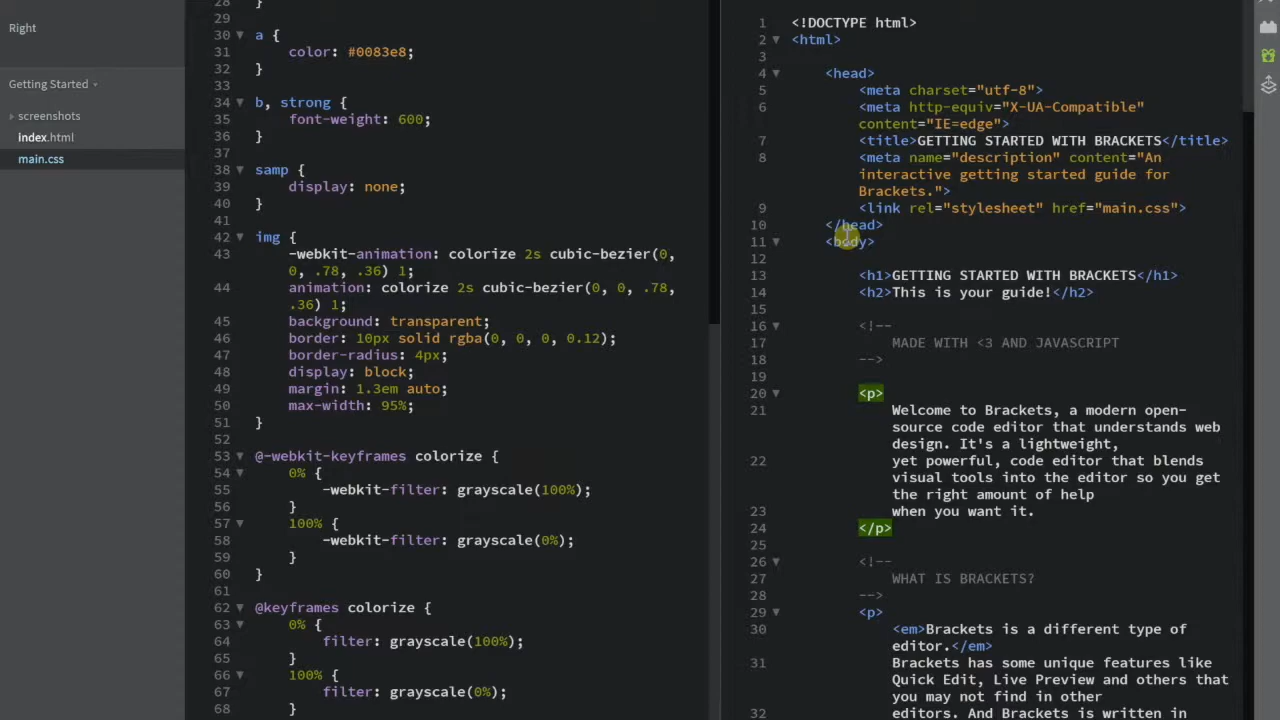 Right
Getting Started
screenshots
index.html
main.css
28 }
29
30 a {
31 color: #0083e8;
32 }
33
34 b, strong {
35 font-weight: 600;
36 }
37
38 samp {
39 display: none;
40 }
41
42 img {
43 -webkit-animation: colorize 2s cubic-bezier(0,
0, .78, .36) 1;
44 animation: colorize 2s cubic-bezier(0, 0, .78,
.36) 1;
45 background: transparent;
46 border: 10px solid rgba(0, 0, 0, 0.12);
47 border-radius: 4px;
48 display: block;
49 margin: 1.3em auto;
50 max-width: 95%;
51 }
52
53 @-webkit-keyframes colorize {
54 0% {
55 -webkit-filter: grayscale(100%);
56 }
57 100% {
58 -webkit-filter: grayscale(0%);
59 }
60 }
61
62 @keyframes colorize {
63 0% {
64 filter: grayscale(100%);
65 }
66 100% {
67 filter: grayscale(0%);
68 }
1 <!DOCTYPE html>
2 <html>
3
4 <head>
5 <meta charset="utf-8">
6 <meta http-equiv="X-UA-Compatible"
content="IE=edge">
7 <title>GETTING STARTED WITH BRACKETS</title>
8 <meta name="description" content="An
interactive getting started guide for
Brackets.">
9 <link rel="stylesheet" href="main.css">
10 </head>
11 <body>
12
13 <h1>GETTING STARTED WITH BRACKETS</h1>
14 <h2>This is your guide!</h2>
15
16 <!--
17 MADE WITH <3 AND JAVASCRIPT
18 -->
19
20 <p>
21 Welcome to Brackets, a modern open-
source code editor that understands web
design. It's a lightweight,
22 yet powerful, code editor that blends
visual tools into the editor so you get
the right amount of help
23 when you want it.
24 </p>
25
26 <!--
27 WHAT IS BRACKETS?
28 -->
29 <p>
30 <em>Brackets is a different type of
editor.</em>
31 Brackets has some unique features like
Quick Edit, Live Preview and others that
you may not find in other
32 editors. And Brackets is written in